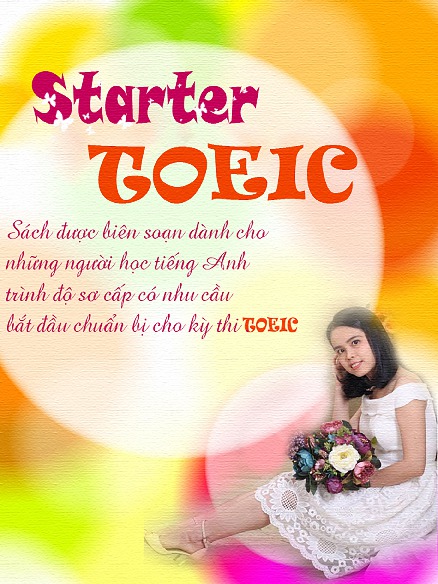 Starter
TOEIC
Sách được biên soạn dành cho
những người học tiếng Anh
trình độ sơ cấp có nhu cầu
bắt đầu chuẩn bị cho kỳ thi TOEIC